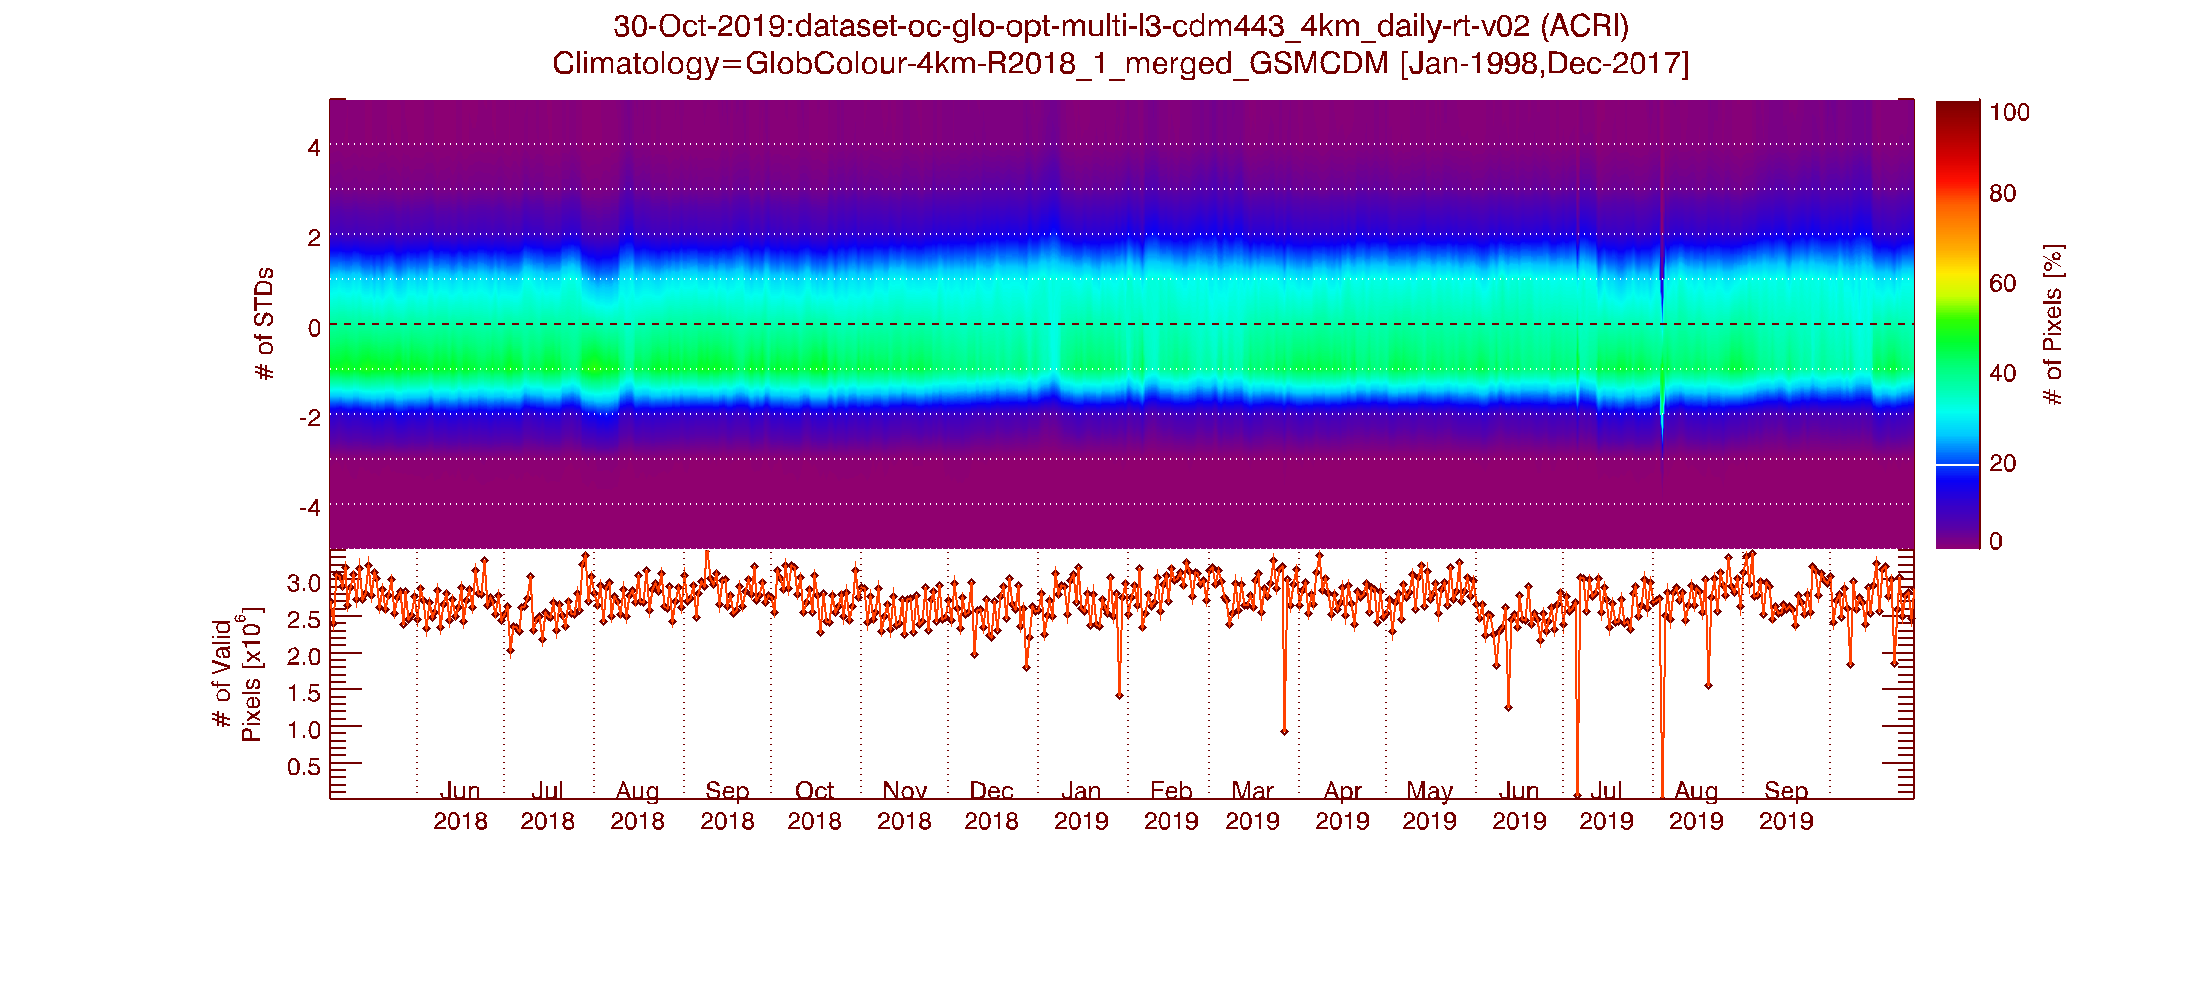 30-Oct-2019:dataset-oc-glo-opt-multi-l3-cdm443_4km_daily-rt-v02 (ACRI)
Climatology=GlobColour-4km-R2018_1_merged_GSMCDM [Jan-1998,Dec-2017]
4
2
0
-2
-4
# of STDs
100
80
60
40
20
0
# of Pixels [%]
3.0
2.5
2.0
1.5
1.0
0.5
# of Valid
Pixels [x10^6]
Jun Jul Aug Sep Oct Nov Dec Jan Feb Mar Apr May Jun Jul Aug Sep
2018 2018 2018 2018 2018 2018 2018 2019 2019 2019 2019 2019 2019 2019 2019 2019